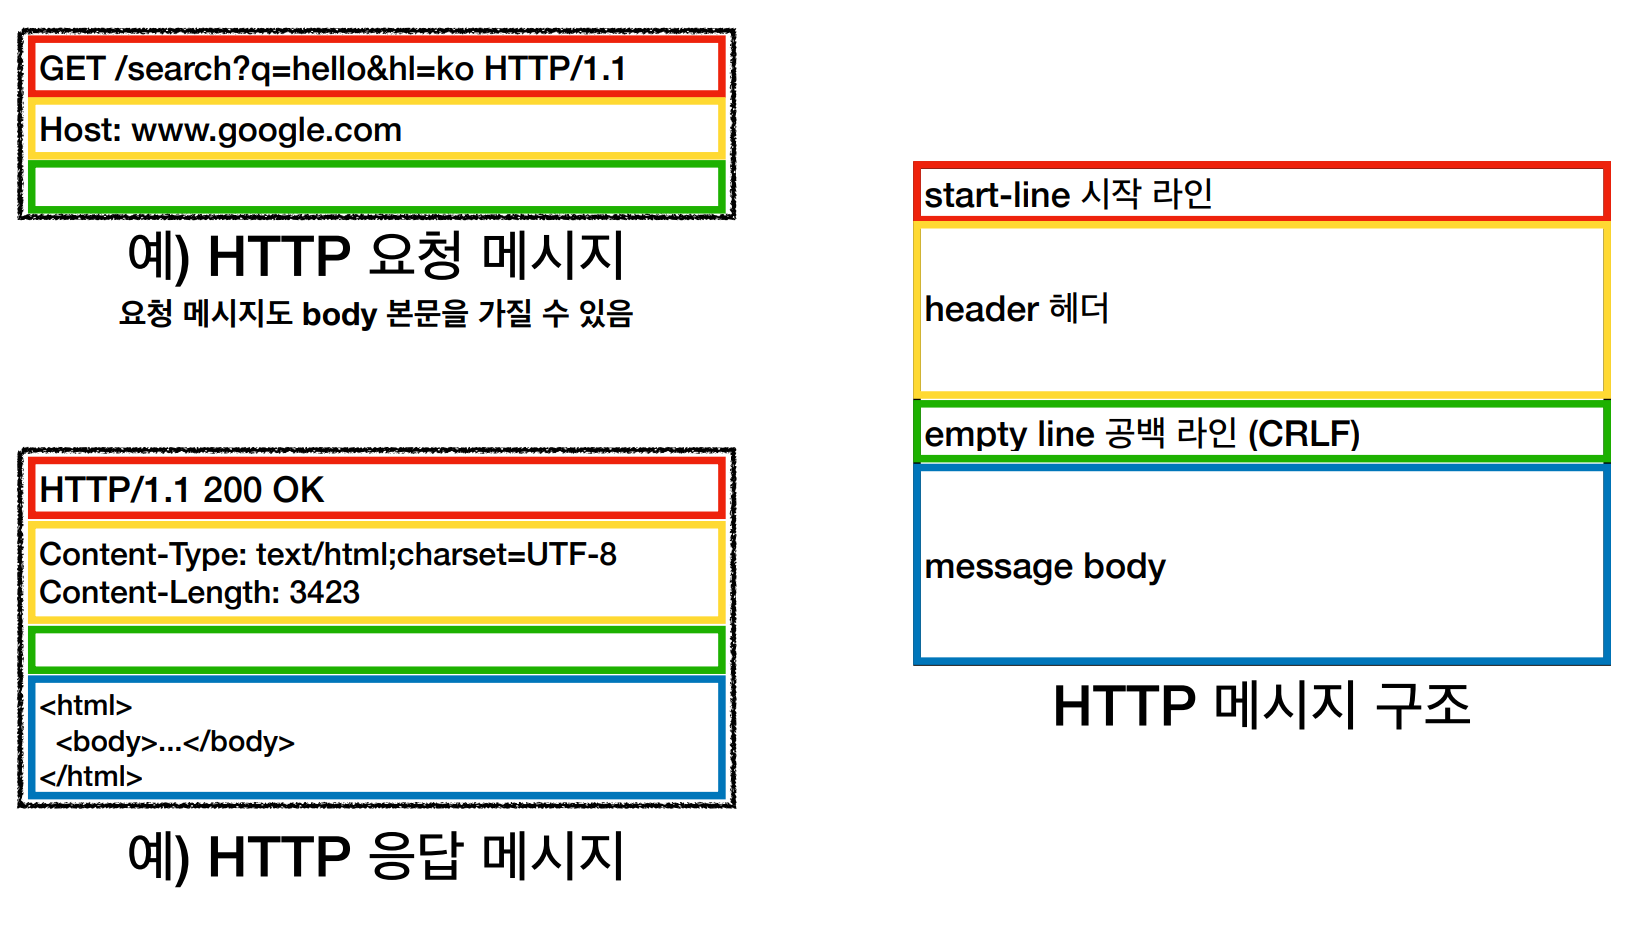 GET /search?q=hello&hl=ko HTTP/1.1
Host: www.google.com
예) HTTP 요청 메시지
요청 메시지도 body 본문을 가질 수 있음
HTTP/1.1 200 OK
Content-Type: text/html;charset=UTF-8
Content-Length: 3423
<html>
<body>...</body>
</html>
예) HTTP 응답 메시지
start-line 시작 라인
header 헤더
empty line 공백 라인 (CRLF)
message body
HTTP 메시지 구조